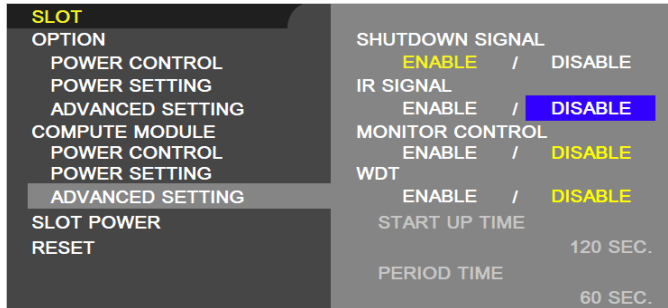 SLOT
OPTION
POWER CONTROL
POWER SETTING
ADVANCED SETTING
COMPUTE MODULE
POWER CONTROL
POWER SETTING
ADVANCED SETTING
SLOT POWER
RESET
SHUTDOWN SIGNAL
ENABLE / DISABLE
IR SIGNAL
ENABLE / DISABLE
MONITOR CONTROL
ENABLE / DISABLE
WDT
ENABLE / DISABLE
START UP TIME
120 SEC.
PERIOD TIME
60 SEC.